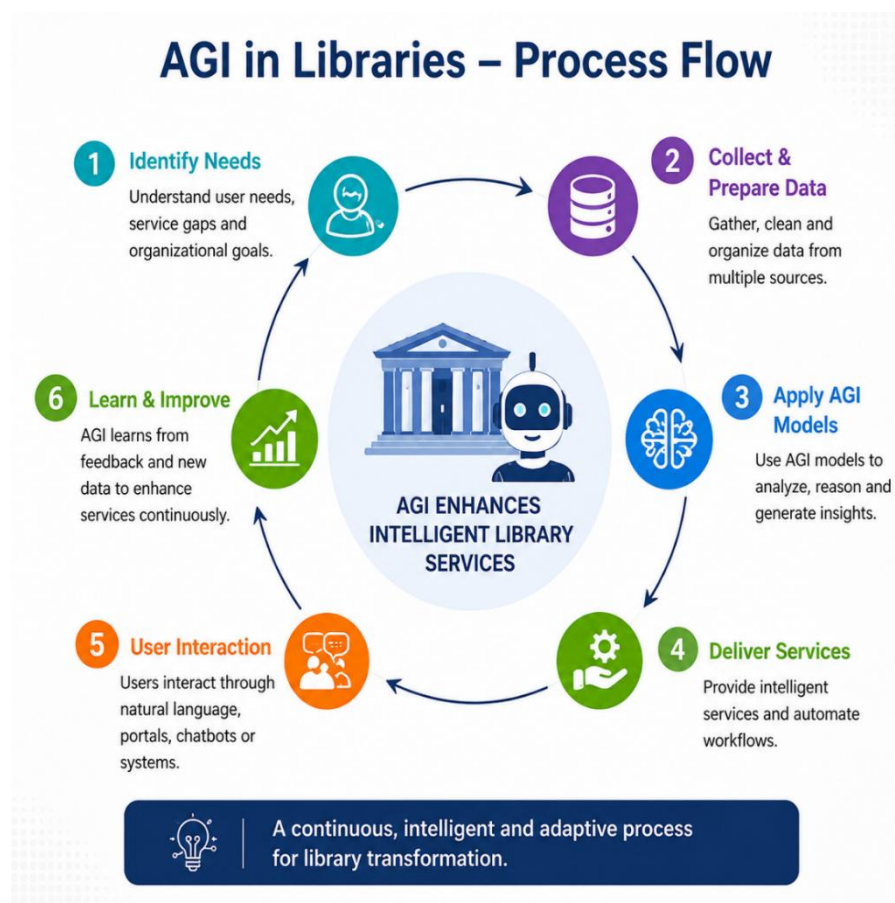 AGI in Libraries – Process Flow
1
Identify Needs
Understand user needs,
service gaps and
organizational goals.
2
Collect &
Prepare Data
Gather, clean and
organize data from
multiple sources.
3
Apply AGI
Models
Use AGI models to
analyze, reason and
generate insights.
4
Deliver Services
Provide intelligent
services and automate
workflows.
5
User Interaction
Users interact through
natural language,
portals, chatbots or
systems.
6
Learn & Improve
AGI learns from
feedback and new
data to enhance
services continuously.
AGI ENHANCES
INTELLIGENT LIBRARY
SERVICES
A continuous, intelligent and adaptive process
for library transformation.